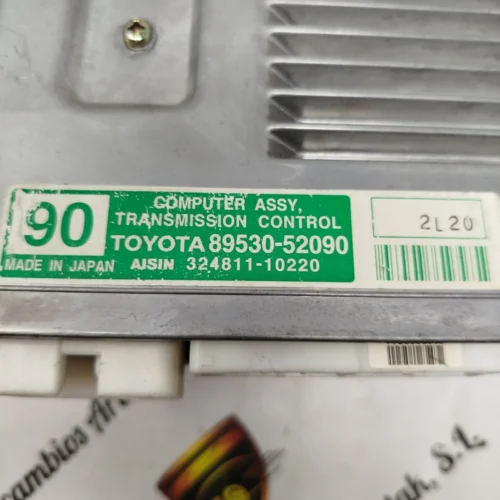 90
COMPUTER ASSY,
TRANSMISSION CONTROL
TOYOTA 89530-52090
MADE IN JAPAN AISIN 324811-10220
2L20
S.L.